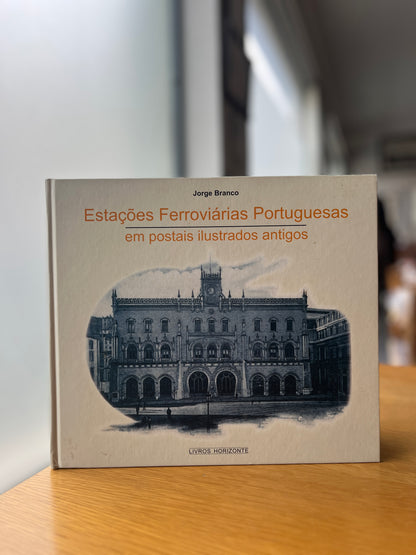 Jorge Branco
Estações Ferroviárias Portuguesas
em postais ilustrados antigos
LIVROS HORIZONTE